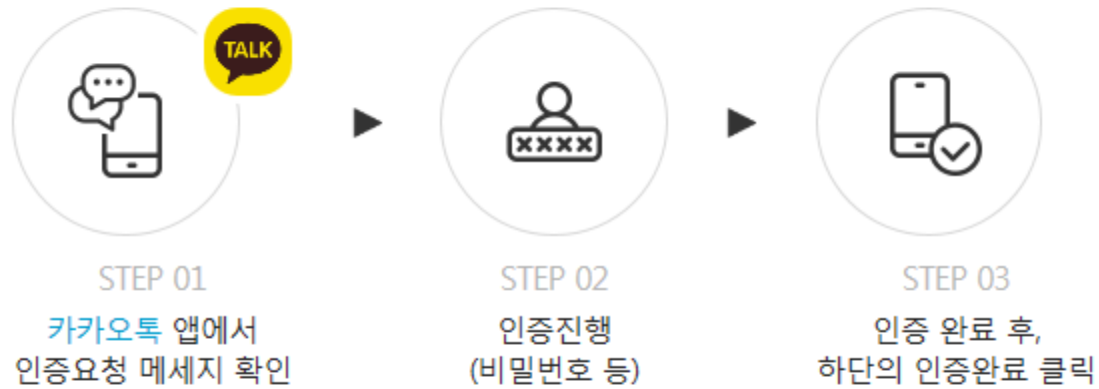 TALK
STEP 01
카카오톡 앱에서
인증요청 메세지 확인
××××
STEP 02
인증진행
(비밀번호 등)
STEP 03
인증 완료 후,
하단의 인증완료 클릭